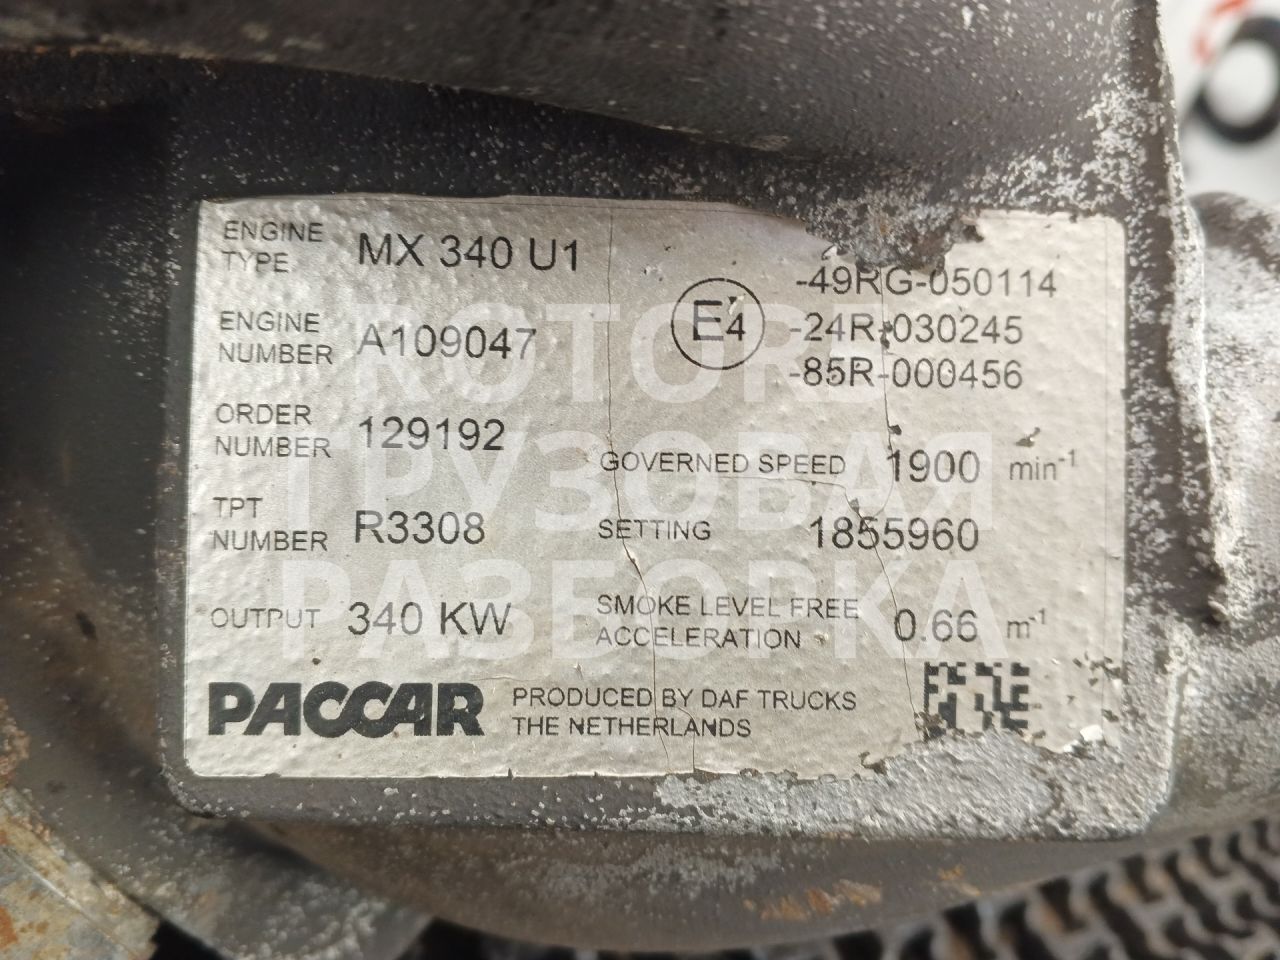 ENGINE TYPE MX 340 U1
ENGINE NUMBER A109047
ORDER NUMBER 129192
TPT NUMBER R3308
OUTPUT 340 KW
E4
-49RG-050114
-24R-030245
-85R-000456
GOVERNED SPEED 1900 min-1
SETTING 1855960
SMOKE LEVEL FREE ACCELERATION 0.66 m-1
PACCAR
PRODUCED BY DAF TRUCKS
THE NETHERLANDS
ГРУЗОВАЯ
РАЗБОРКА